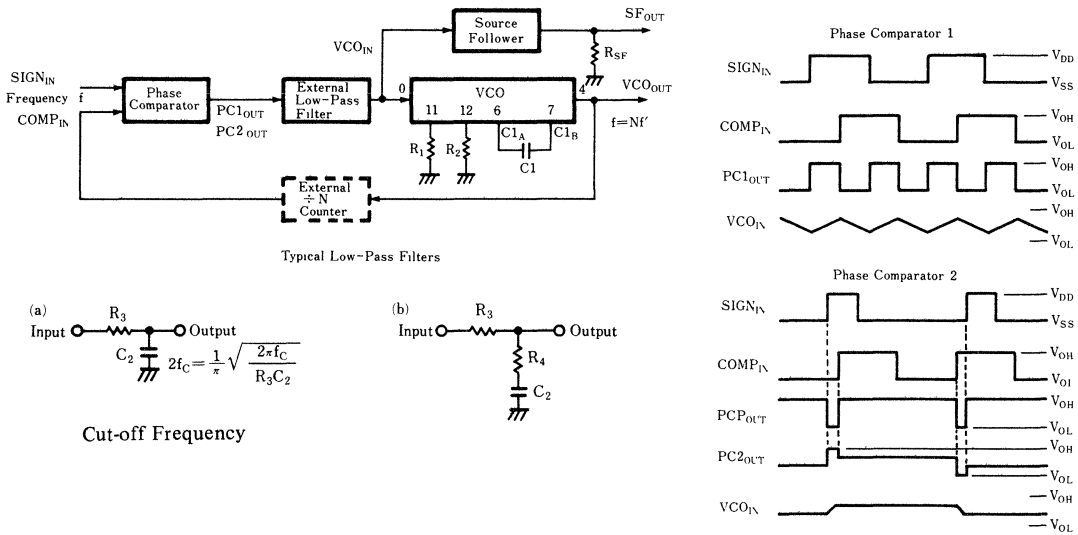 Source
Follower
SF_OUT
VCO_IN
R_SF
SIGN_IN
Frequency f
COMP_IN
Phase
Comparator
PC1_OUT
PC2_OUT
External
Low-Pass
Filter
0
VCO
4
11
12
6
7
VCO_OUT
f=Nf'
R_1
R_2
C1_A
C1_B
C1
External
÷ N
Counter
Typical Low-Pass Filters
(a)
R_3
Input
Output
C_2
2f_C = 1/π √(2πf_C / R_3C_2)
Cut-off Frequency
(b)
R_3
Input
Output
R_4
C_2
Phase Comparator 1
SIGN_IN
V_DD
V_SS
COMP_IN
V_OH
V_OL
PC1_OUT
V_OH
V_OL
VCO_IN
V_OH
V_OL
Phase Comparator 2
SIGN_IN
V_DD
V_SS
COMP_IN
V_OH
V_OL
PCP_OUT
V_OH
V_OL
PC2_OUT
V_OH
V_OL
VCO_IN
V_OH
V_OL